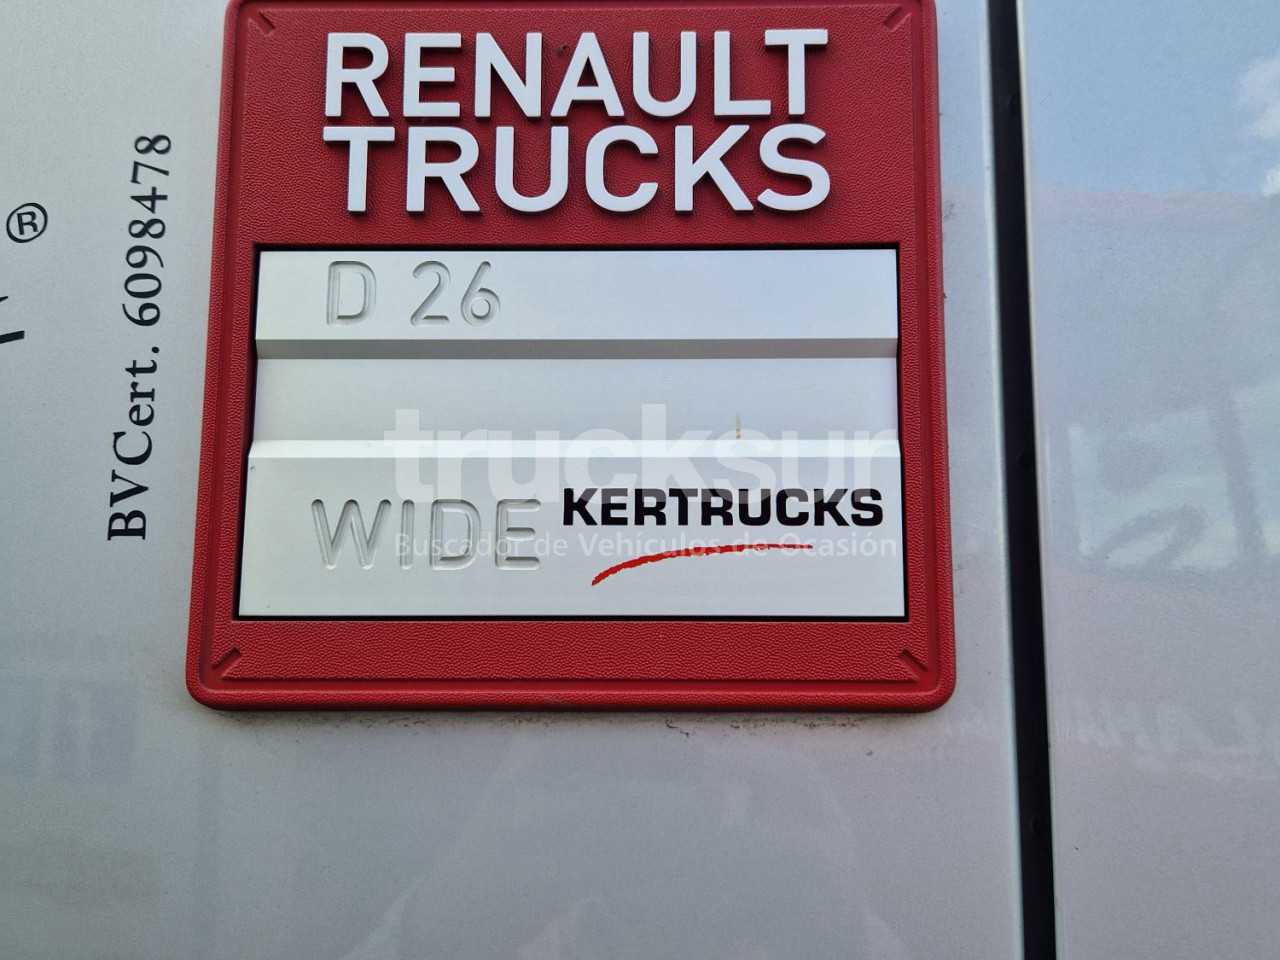 RENAULT
TRUCKS
D 26
trucksur
WIDE KERTRUCKS
Buscador de Vehículos de Ocasión
BVCert. 6098478
®